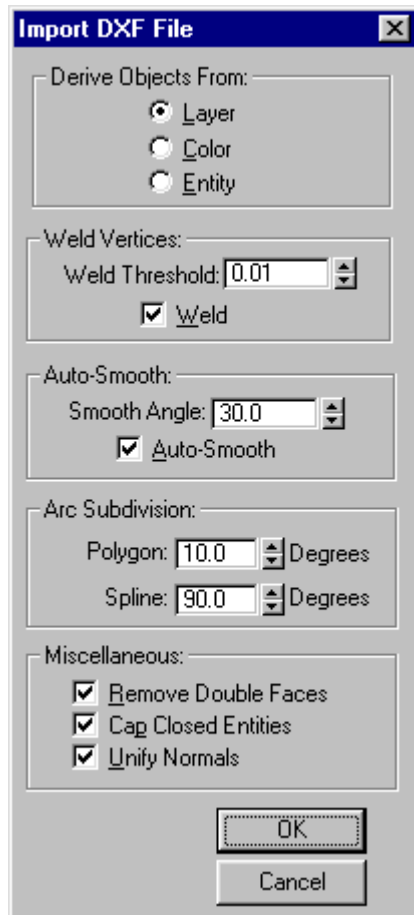 Import DXF File
Derive Objects From:
Layer
Color
Entity
Weld Vertices:
Weld Threshold: 0.01
Weld
Auto-Smooth:
Smooth Angle: 30.0
Auto-Smooth
Arc Subdivision:
Polygon: 10.0 Degrees
Spline: 90.0 Degrees
Miscellaneous:
Remove Double Faces
Cap Closed Entities
Unify Normals
OK
Cancel